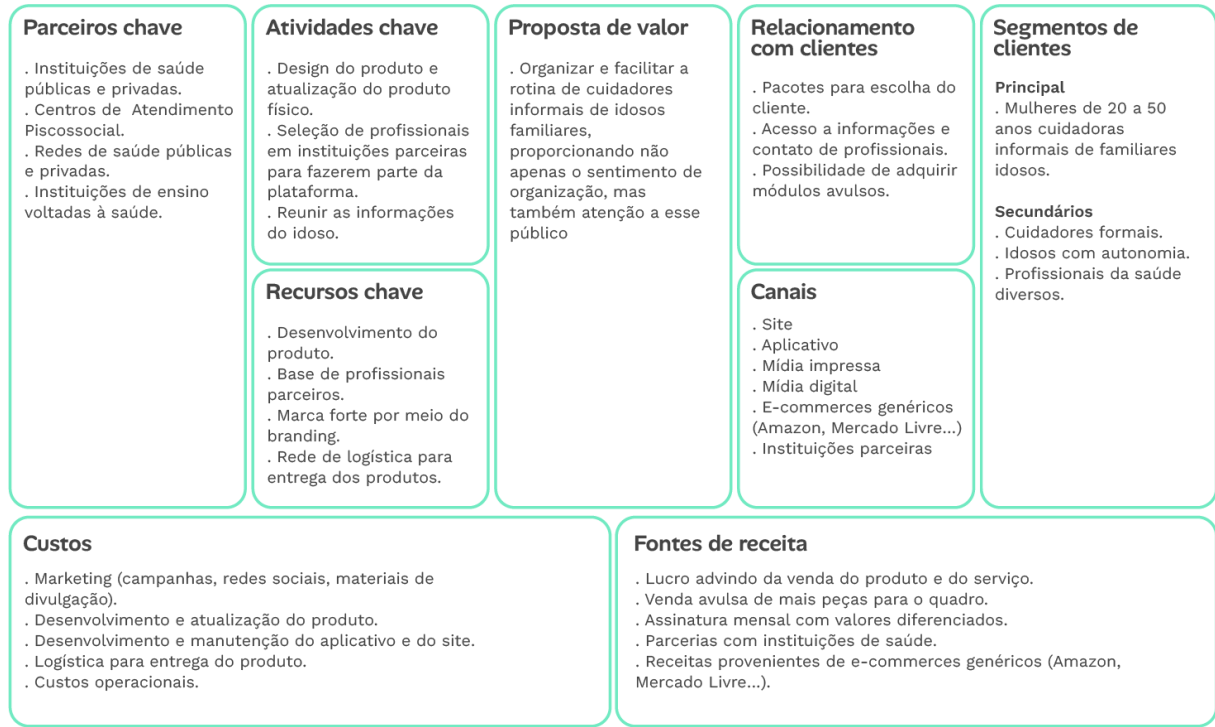 Parceiros chave
. Instituições de saúde
públicas e privadas.
. Centros de Atendimento
Piscossocial.
. Redes de saúde públicas
e privadas.
. Instituições de ensino
voltadas à saúde.
Atividades chave
. Design do produto e
atualização do produto
físico.
. Seleção de profissionais
em instituições parceiras
para fazerem parte da
plataforma.
. Reunir as informações
do idoso.
Recursos chave
. Desenvolvimento do
produto.
. Base de profissionais
parceiros.
. Marca forte por meio do
branding.
. Rede de logística para
entrega dos produtos.
Proposta de valor
. Organizar e facilitar a
rotina de cuidadores
informais de idosos
familiares,
proporcionando não
apenas o sentimento de
organização, mas
também atenção a esse
público
Relacionamento
com clientes
. Pacotes para escolha do
cliente.
. Acesso a informações e
contato de profissionais.
. Possibilidade de adquirir
módulos avulsos.
Canais
. Site
. Aplicativo
. Mídia impressa
. Mídia digital
. E-commerces genéricos
(Amazon, Mercado Livre...)
. Instituições parceiras
Segmentos de
clientes
Principal
. Mulheres de 20 a 50
anos cuidadoras
informais de familiares
idosos.
Secundários
. Cuidadores formais.
. Idosos com autonomia.
. Profissionais da saúde
diversos.
Custos
. Marketing (campanhas, redes sociais, materiais de
divulgação).
. Desenvolvimento e atualização do produto.
. Desenvolvimento e manutenção do aplicativo e do site.
. Logística para entrega do produto.
. Custos operacionais.
Fontes de receita
. Lucro advindo da venda do produto e do serviço.
. Venda avulsa de mais peças para o quadro.
. Assinatura mensal com valores diferenciados.
. Parcerias com instituições de saúde.
. Receitas provenientes de e-commerces genéricos (Amazon,
Mercado Livre...).